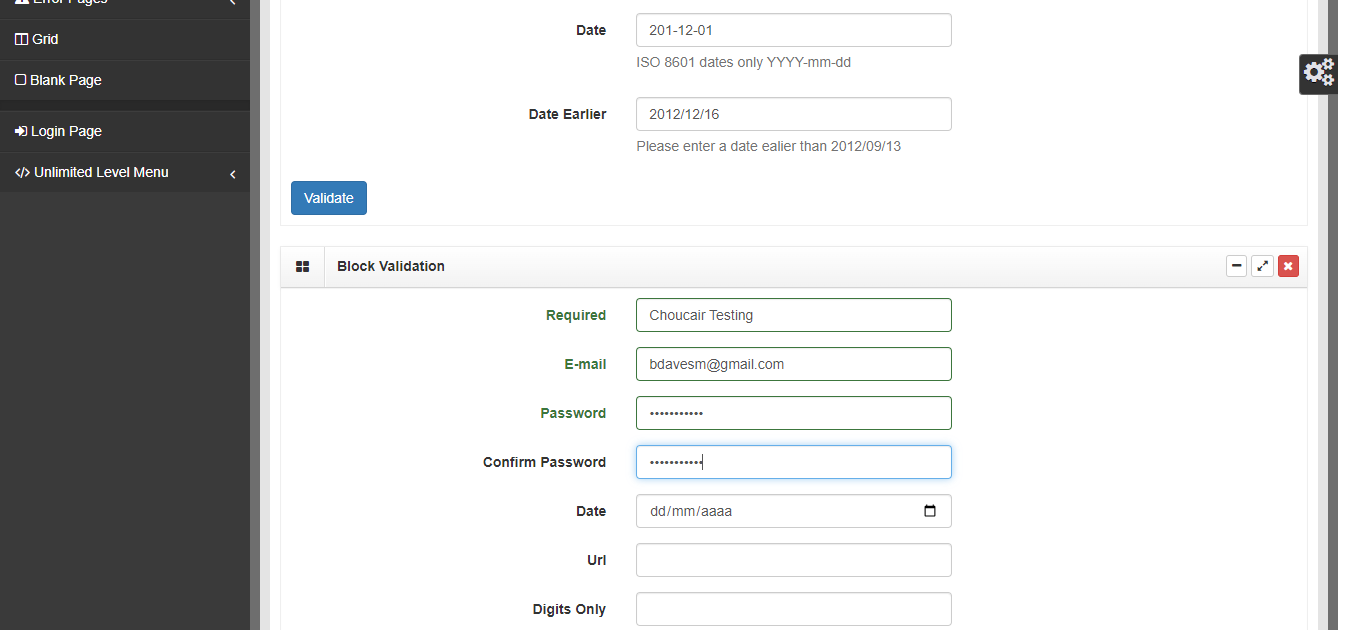 Error Pages
Grid
Blank Page
Login Page
Unlimited Level Menu
Date 201-12-01
ISO 8601 dates only YYYY-mm-dd
Date Earlier 2012/12/16
Please enter a date ealier than 2012/09/13
Validate
Block Validation
Required Choucair Testing
E-mail bdavesm@gmail.com
Password •••••••••••
Confirm Password •••••••••••
Date dd/mm/aaaa
Url
Digits Only